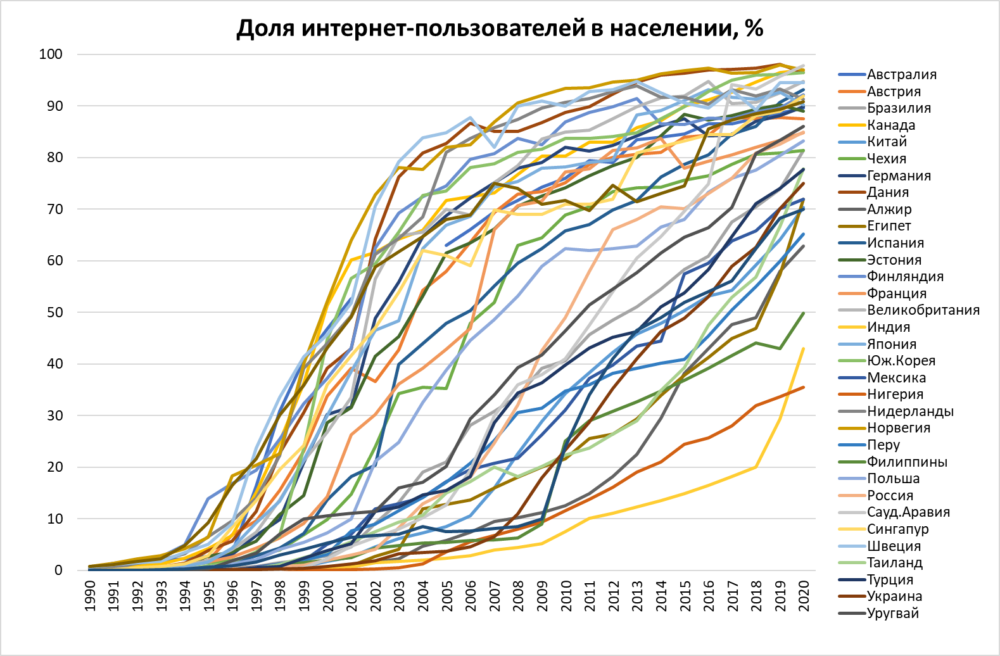 Доля интернет-пользователей в населении, %
100
90
80
70
60
50
40
30
20
10
0
1990 1991 1992 1993 1994 1995 1996 1997 1998 1999 2000 2001 2002 2003 2004 2005 2006 2007 2008 2009 2010 2011 2012 2013 2014 2015 2016 2017 2018 2019 2020
Австралия
Австрия
Бразилия
Канада
Китай
Чехия
Германия
Дания
Алжир
Египет
Испания
Эстония
Финляндия
Франция
Великобритания
Индия
Япония
Юж.Корея
Мексика
Нигерия
Нидерланды
Норвегия
Перу
Филиппины
Польша
Россия
Сауд.Аравия
Сингапур
Швеция
Таиланд
Турция
Украина
Уругвай